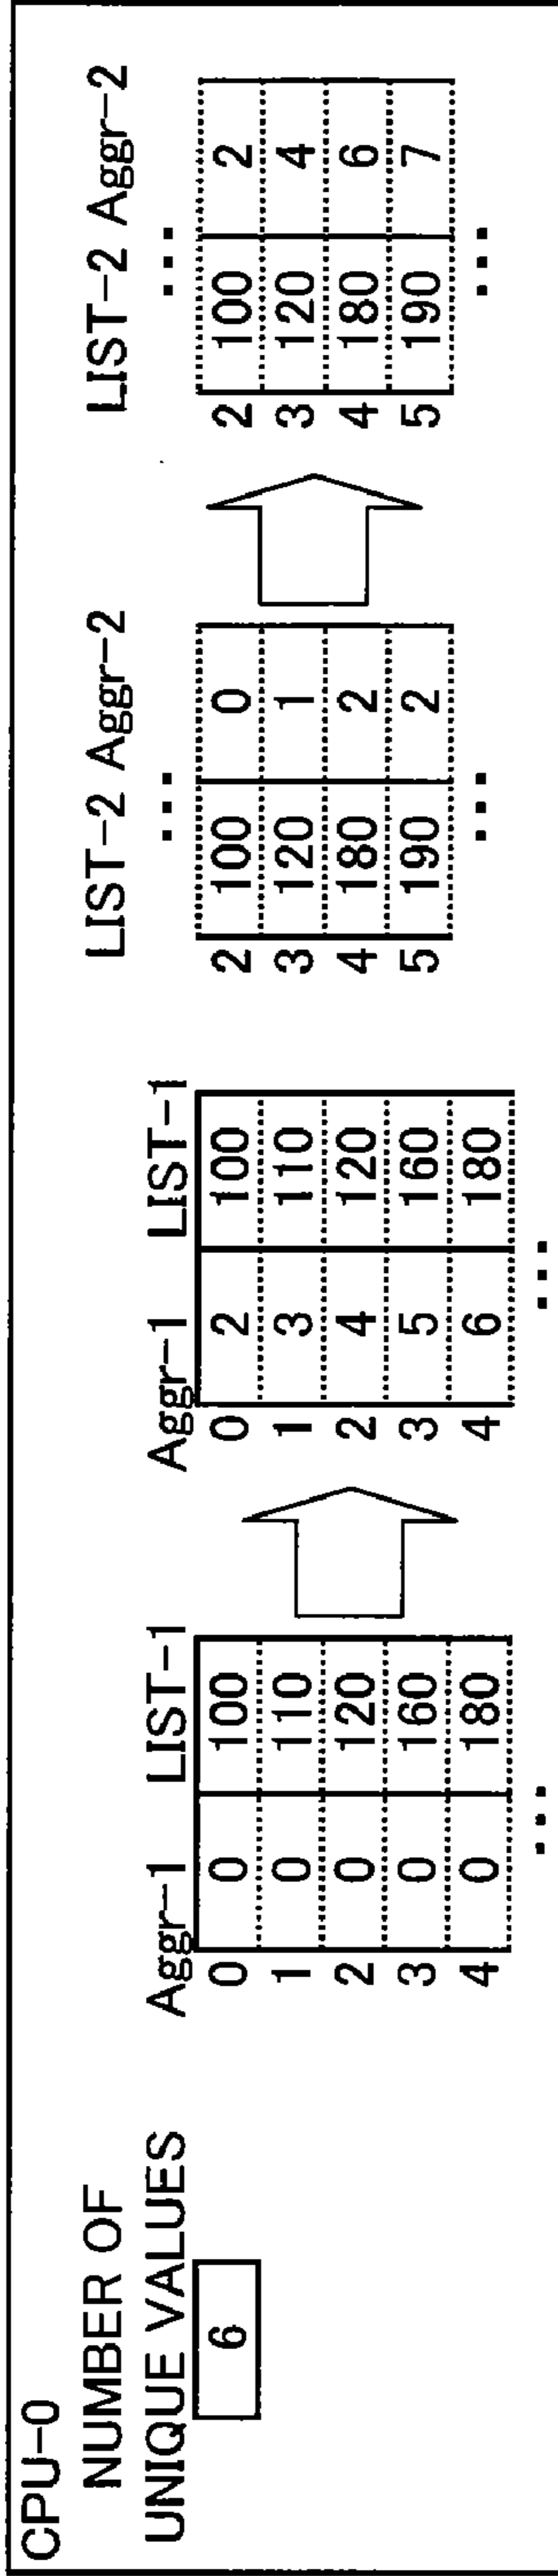 CPU-0
NUMBER OF
UNIQUE VALUES
6
Aggr-1 LIST-1
0 0 100
1 0 110
2 0 120
3 0 160
4 0 180
...
Aggr-1 LIST-1
0 2 100
1 3 110
2 4 120
3 5 160
4 6 180
...
LIST-2 Aggr-2
...
2 100 0
3 120 1
4 180 2
5 190 2
...
LIST-2 Aggr-2
...
2 100 2
3 120 4
4 180 6
5 190 7
...